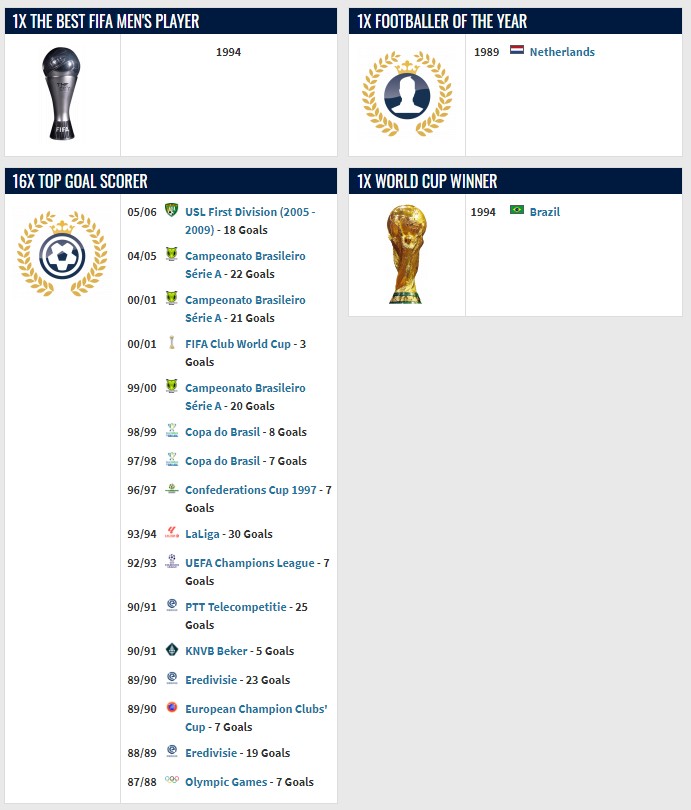 1X THE BEST FIFA MEN'S PLAYER
1994
FIFA
1X FOOTBALLER OF THE YEAR
1989 Netherlands
16X TOP GOAL SCORER
05/06 USL First Division (2005 -
2009) - 18 Goals
04/05 Campeonato Brasileiro
Série A - 22 Goals
00/01 Campeonato Brasileiro
Série A - 21 Goals
00/01 FIFA Club World Cup - 3
Goals
99/00 Campeonato Brasileiro
Série A - 20 Goals
98/99 Copa do Brasil - 8 Goals
97/98 Copa do Brasil - 7 Goals
96/97 Confederations Cup 1997 - 7
Goals
93/94 LaLiga - 30 Goals
92/93 UEFA Champions League - 7
Goals
90/91 PTT Telecompetitie - 25
Goals
90/91 KNVB Beker - 5 Goals
89/90 Eredivisie - 23 Goals
89/90 European Champion Clubs'
Cup - 7 Goals
88/89 Eredivisie - 19 Goals
87/88 Olympic Games - 7 Goals
1X WORLD CUP WINNER
1994 Brazil